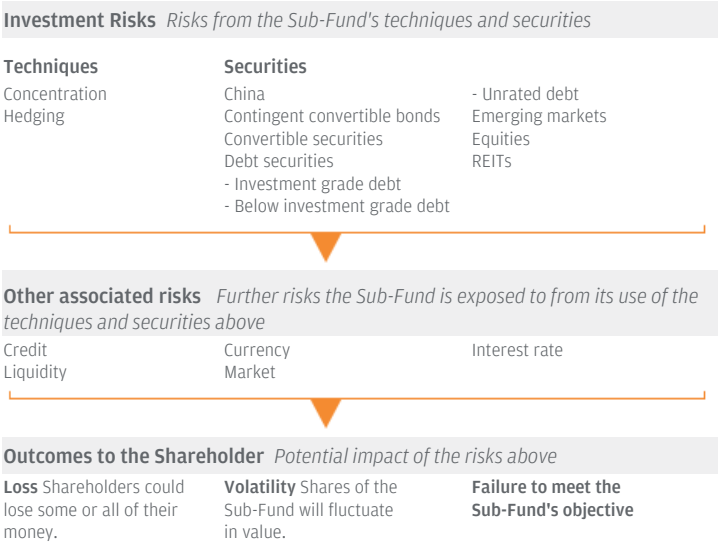 Investment Risks Risks from the Sub-Fund's techniques and securities
Techniques
Concentration
Hedging
Securities
China
Contingent convertible bonds
Convertible securities
Debt securities
- Investment grade debt
- Below investment grade debt
- Unrated debt
Emerging markets
Equities
REITs
Other associated risks Further risks the Sub-Fund is exposed to from its use of the
techniques and securities above
Credit
Liquidity
Currency
Market
Interest rate
Outcomes to the Shareholder Potential impact of the risks above
Loss Shareholders could
lose some or all of their
money.
Volatility Shares of the
Sub-Fund will fluctuate
in value.
Failure to meet the
Sub-Fund's objective